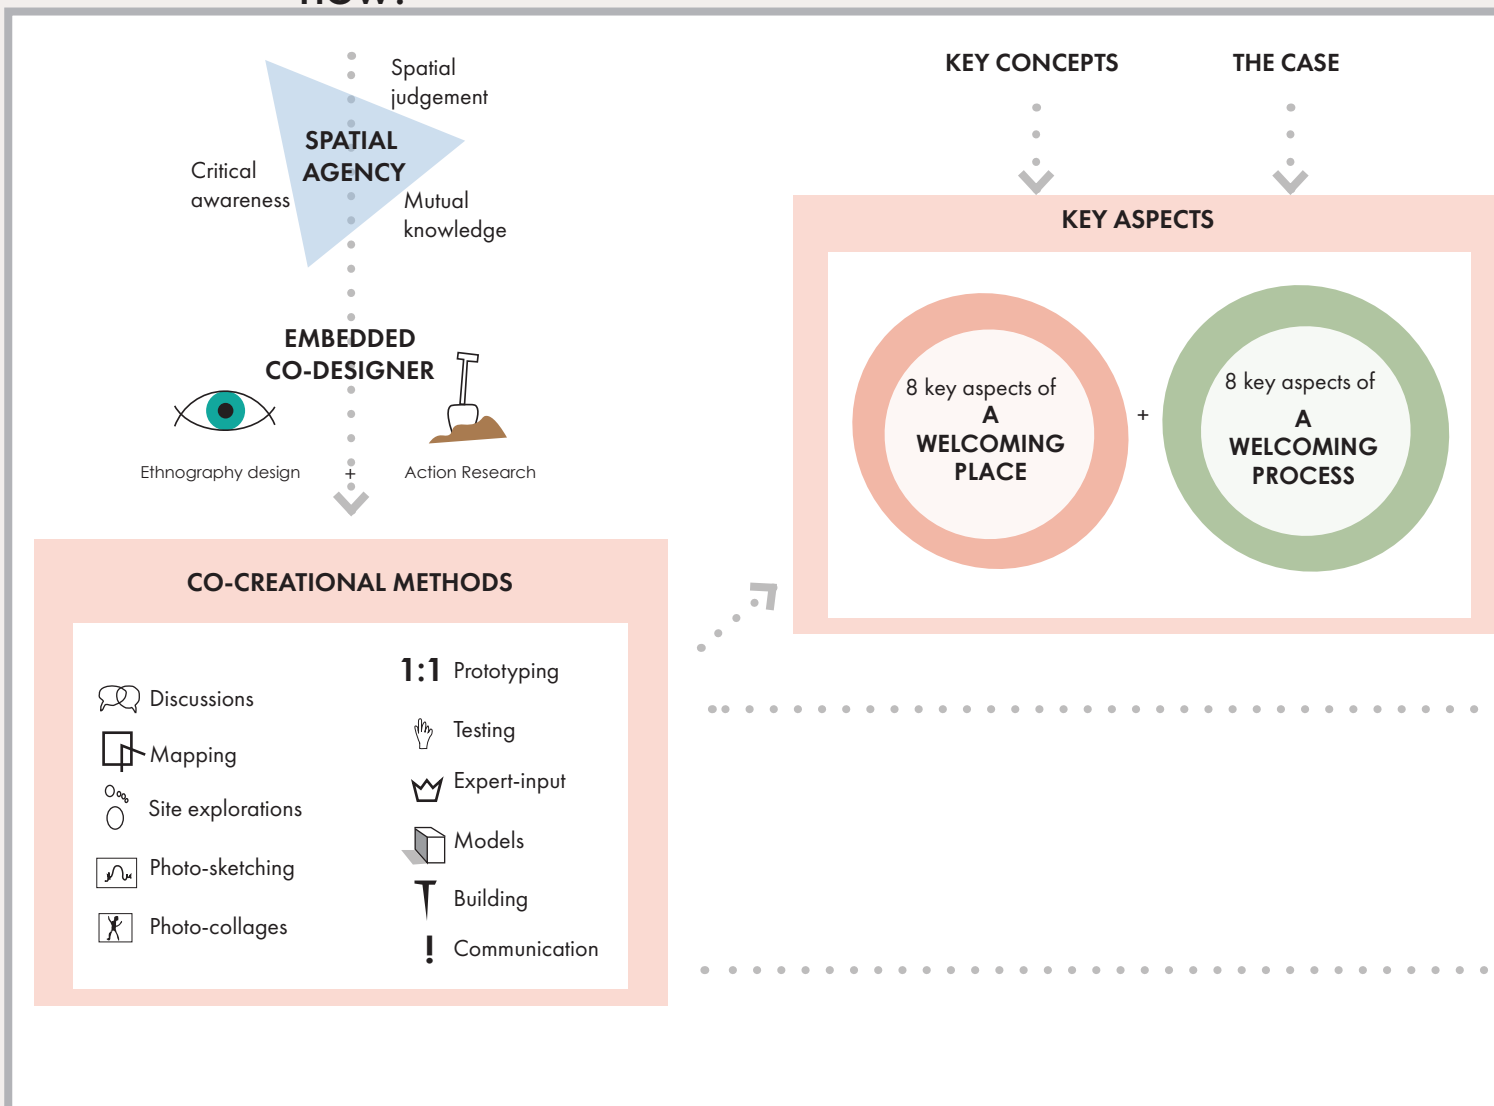 HOW?
Spatial
judgement
SPATIAL
AGENCY
Critical
awareness
Mutual
knowledge
EMBEDDED
CO-DESIGNER
Ethnography design + Action Research
CO-CREATIONAL METHODS
Discussions
Mapping
Site explorations
Photo-sketching
Photo-collages
1:1 Prototyping
Testing
Expert-input
Models
Building
! Communication
KEY CONCEPTS
THE CASE
KEY ASPECTS
8 key aspects of
A
WELCOMING
PLACE
+
8 key aspects of
A
WELCOMING
PROCESS